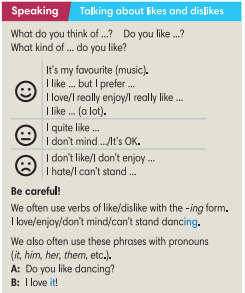 Speaking Talking about likes and dislikes
What do you think of ...? Do you like ...?
What kind of ... do you like?
It's my favourite (music).
I like ... but I prefer ...
I love/I really enjoy/I really like ...
I like ... (a lot).
I quite like ...
I don't mind .../It's OK.
I don't like/I don't enjoy ...
I hate/I can't stand ...
Be careful!
We often use verbs of like/dislike with the -ing form.
I love/enjoy/don't mind/can't stand dancing.
We also often use these phrases with pronouns
(it, him, her, them, etc.).
A: Do you like dancing?
B: I love it!